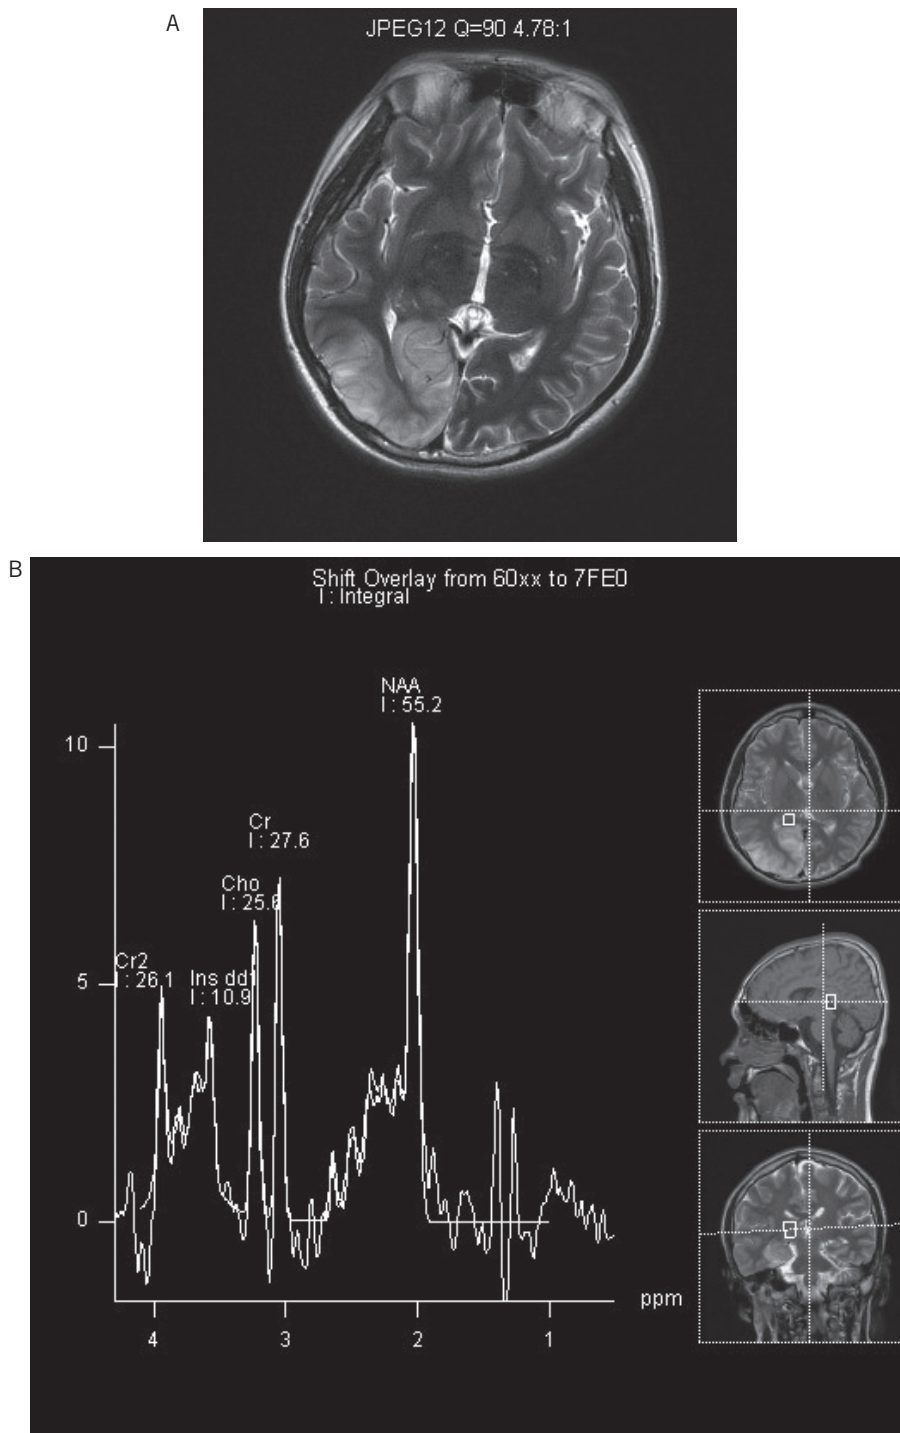 A
JPEG12 Q=90 4.78:1
B
Shift Overlay from 60xx to 7FE0
I : Integral
NAA
I : 55.2
10
Cr
I : 27.6
Cho
I : 25.6
Cr2
I : 26.1
Ins dd1
I : 10.9
5
0
ppm
4 3 2 1